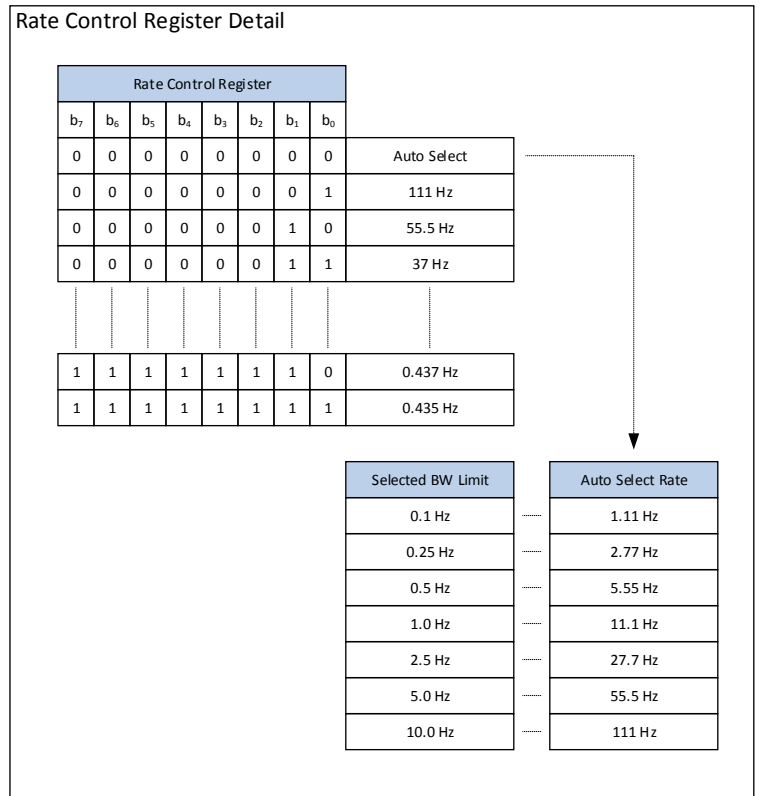 Rate Control Register Detail
Rate Control Register
b₇ b₆ b₅ b₄ b₃ b₂ b₁ b₀
0 0 0 0 0 0 0 0 Auto Select
0 0 0 0 0 0 0 1 111 Hz
0 0 0 0 0 0 1 0 55.5 Hz
0 0 0 0 0 0 1 1 37 Hz
1 1 1 1 1 1 1 0 0.437 Hz
1 1 1 1 1 1 1 1 0.435 Hz
Selected BW Limit Auto Select Rate
0.1 Hz 1.11 Hz
0.25 Hz 2.77 Hz
0.5 Hz 5.55 Hz
1.0 Hz 11.1 Hz
2.5 Hz 27.7 Hz
5.0 Hz 55.5 Hz
10.0 Hz 111 Hz